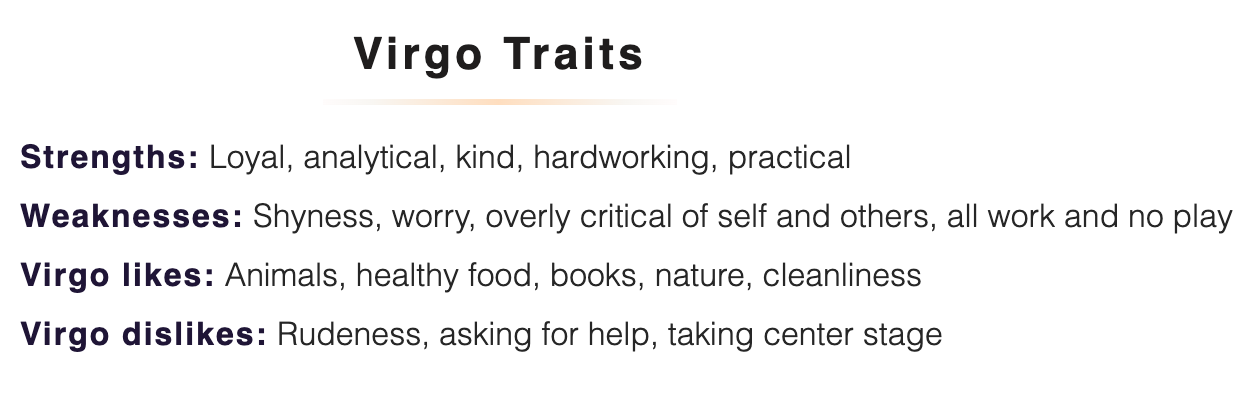 Virgo Traits
Strengths: Loyal, analytical, kind, hardworking, practical
Weaknesses: Shyness, worry, overly critical of self and others, all work and no play
Virgo likes: Animals, healthy food, books, nature, cleanliness
Virgo dislikes: Rudeness, asking for help, taking center stage